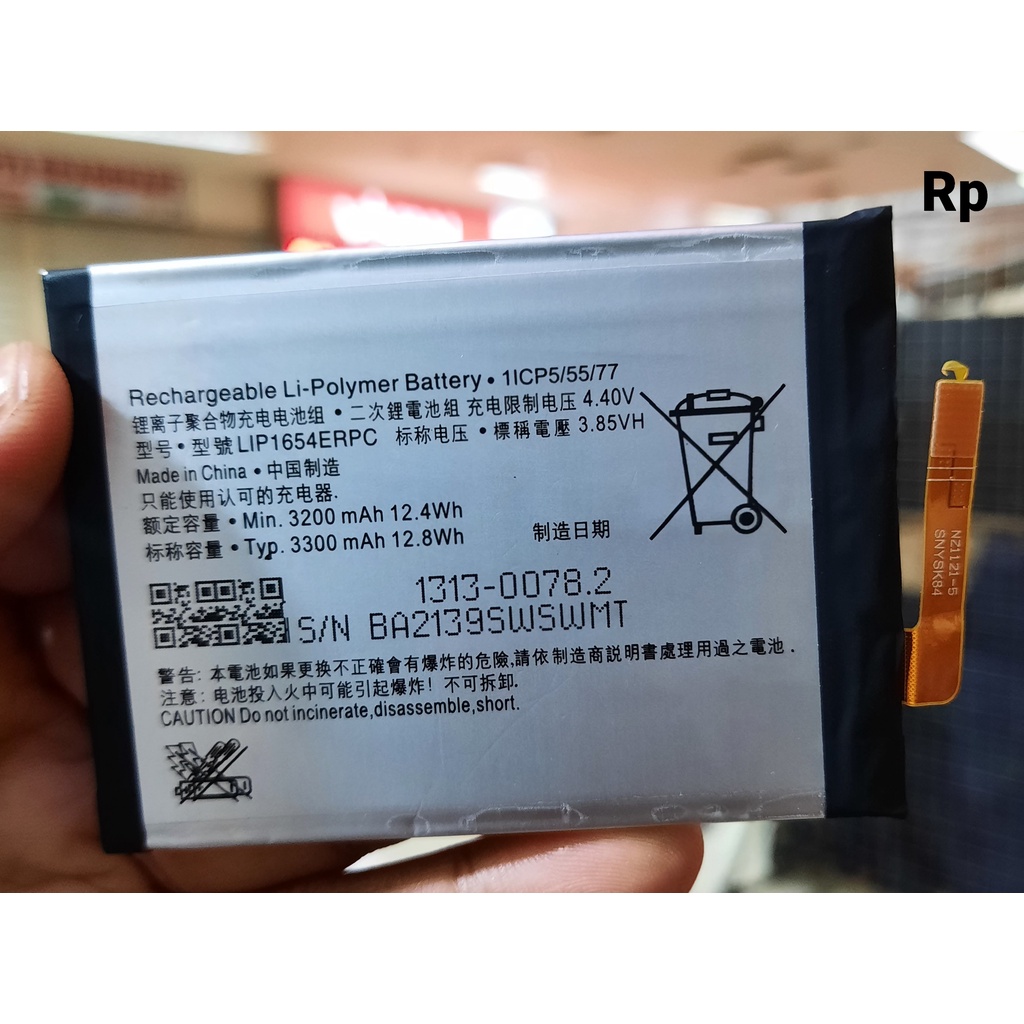 Rp
Rechargeable Li-Polymer Battery • 1ICP5/55/77
锂离子聚合物充电电池组 • 二次鋰電池組 充电限制电压 4.40V
型号 • 型號 LIP1654ERPC 标称电压 • 標稱電壓 3.85VH
Made in China • 中国制造
只能使用认可的充电器.
额定容量 • Min. 3200 mAh 12.4Wh
标称容量 • Typ. 3300 mAh 12.8Wh 制造日期
1313-0078.2
S/N BA2139SWSWMT
警告: 本電池如果更换不正確會有爆炸的危險,請依制造商説明書處理用過之電池.
注意: 电池投入火中可能引起爆炸! 不可拆卸.
CAUTION Do not incinerate,disassemble,short.
NZ1121-5
SNYSK84